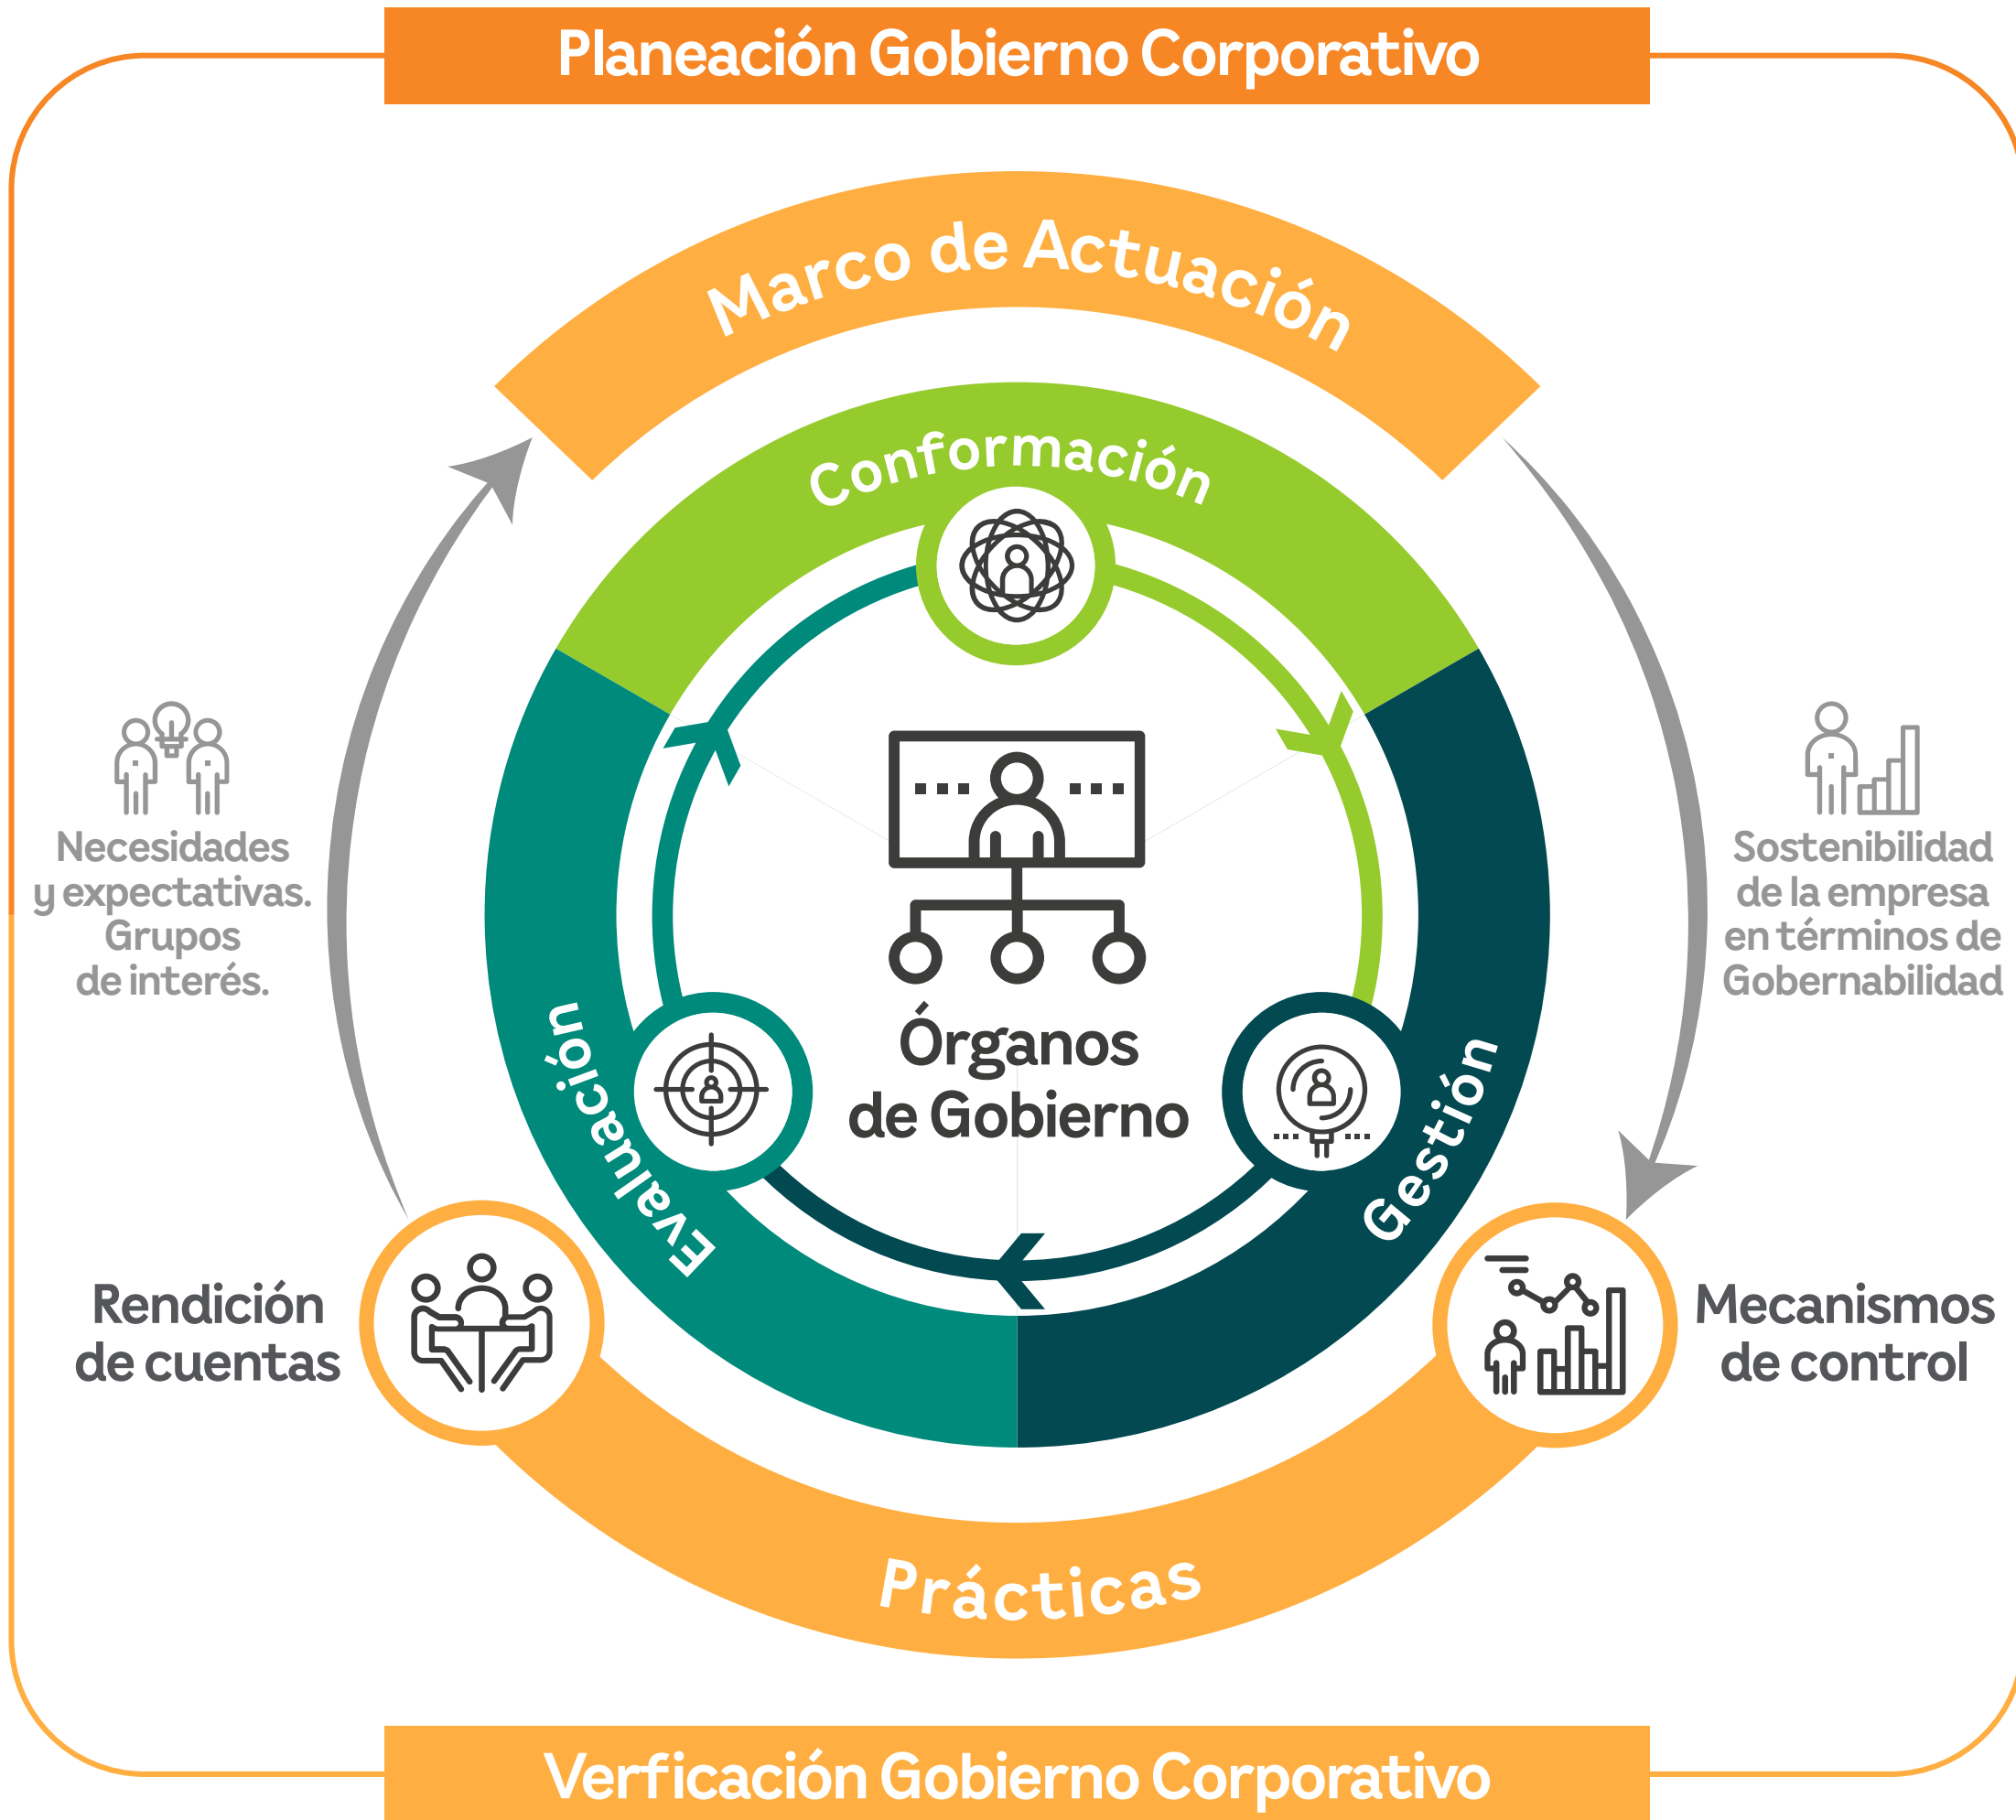 Planeación Gobierno Corporativo
Marco de Actuación
Conformación
Necesidades
y expectativas.
Grupos
de interés.
Sostenibilidad
de la empresa
en términos de
Gobernabilidad
Órganos
de Gobierno
Evaluación
Gestión
Rendición
de cuentas
Mecanismos
de control
Prácticas
Verficación Gobierno Corporativo